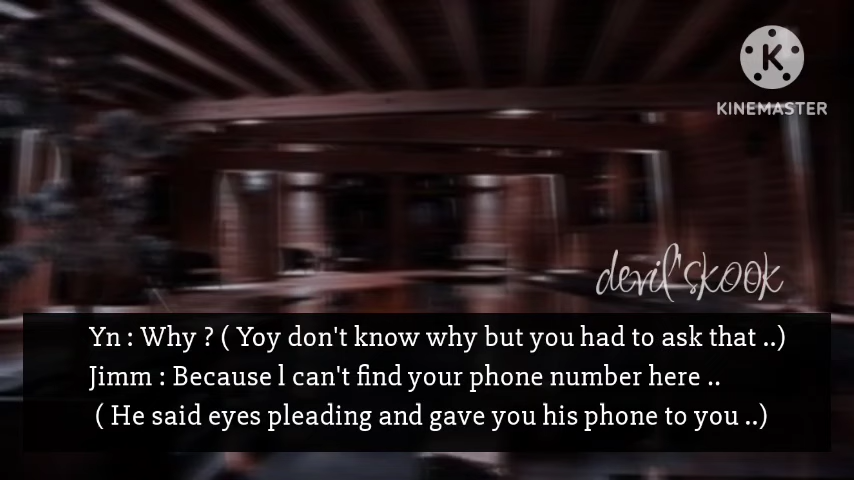 K
KINEMASTER
devil'skook
Yn : Why ? ( Yoy don't know why but you had to ask that ..)
Jimm : Because l can't find your phone number here ..
( He said eyes pleading and gave you his phone to you ..)